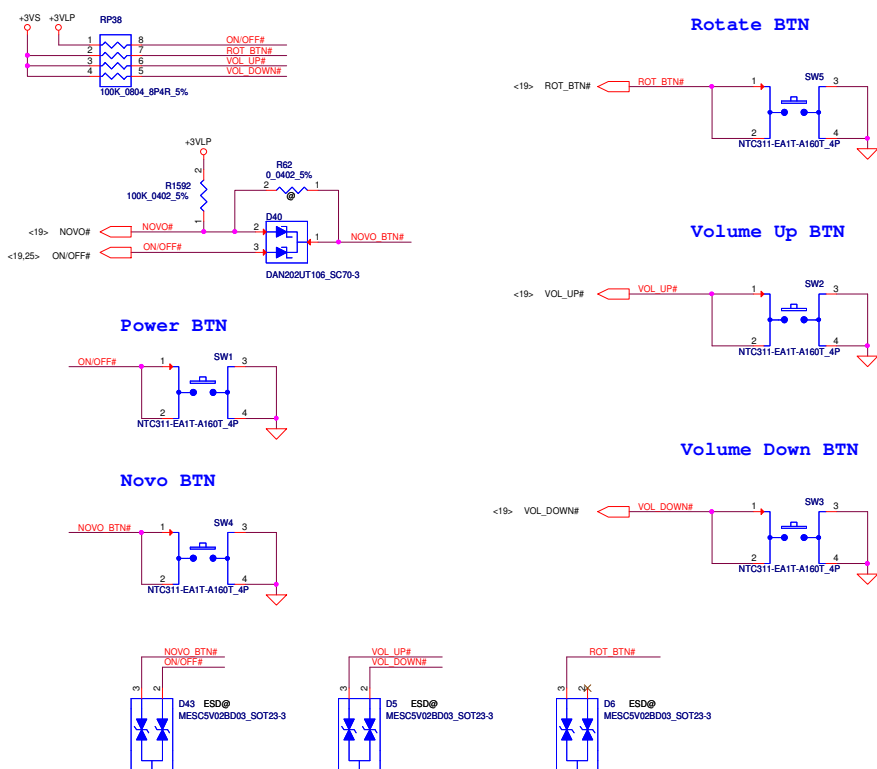 +3VS +3VLP RP38
1 8 ON/OFF#
2 7 ROT_BTN#
3 6 VOL_UP#
4 5 VOL_DOWN#
100K_0804_8P4R_5%
Rotate BTN
<19> ROT_BTN# ROT_BTN# 1 SW5 3
2 4
NTC311-EA1T-A160T_4P
+3VLP
2 R1592
100K_0402_5%
1
R62
0_0402_5%
2 1
@
D40
<19> NOVO# NOVO# 2
1 NOVO_BTN#
<19,25> ON/OFF# ON/OFF# 3
DAN202UT106_SC70-3
Volume Up BTN
<19> VOL_UP# VOL_UP# 1 SW2 3
2 4
NTC311-EA1T-A160T_4P
Power BTN
ON/OFF# 1 SW1 3
2 4
NTC311-EA1T-A160T_4P
Volume Down BTN
<19> VOL_DOWN# VOL_DOWN# 1 SW3 3
2 4
NTC311-EA1T-A160T_4P
Novo BTN
NOVO_BTN# 1 SW4 3
2 4
NTC311-EA1T-A160T_4P
NOVO_BTN#
ON/OFF#
3 2
D43 ESD@
MESC5V02BD03_SOT23-3
VOL_UP#
VOL_DOWN#
3 2
D5 ESD@
MESC5V02BD03_SOT23-3
ROT_BTN#
3 2
D6 ESD@
MESC5V02BD03_SOT23-3